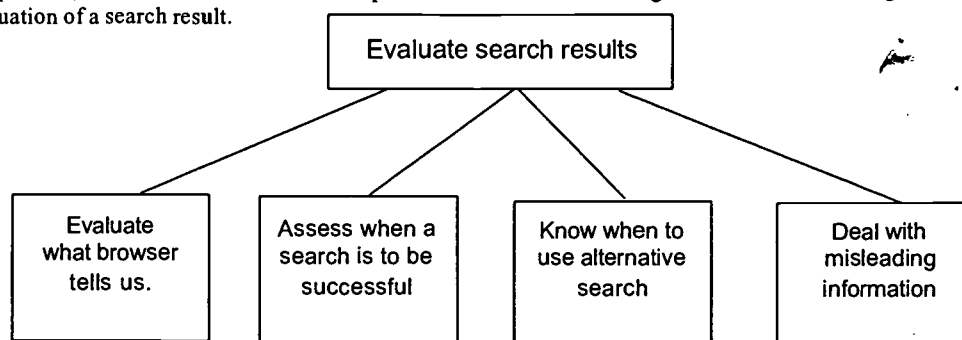 uation of a search result.
Evaluate search results
Evaluate
what browser
tells us.
Assess when a
search is to be
successful
Know when to
use alternative
search
Deal with
misleading
information